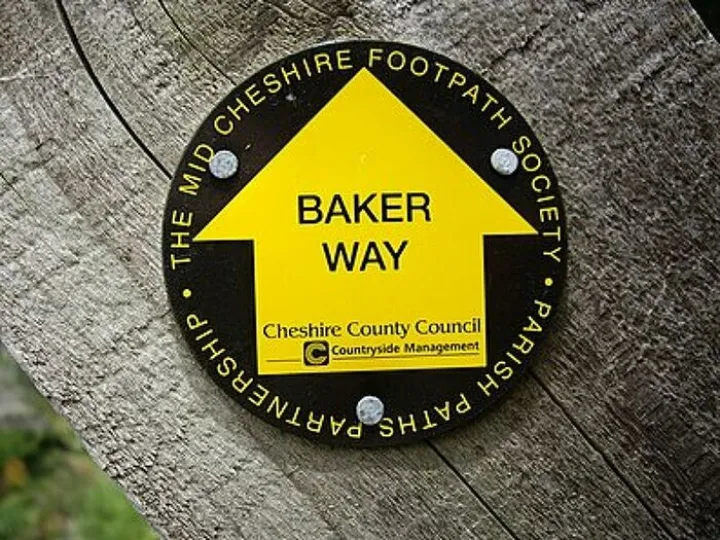 THE MID CHESHIRE FOOTPATH SOCIETY • PARISH PATHS PARTNERSHIP •
BAKER
WAY
Cheshire County Council
C Countryside Management